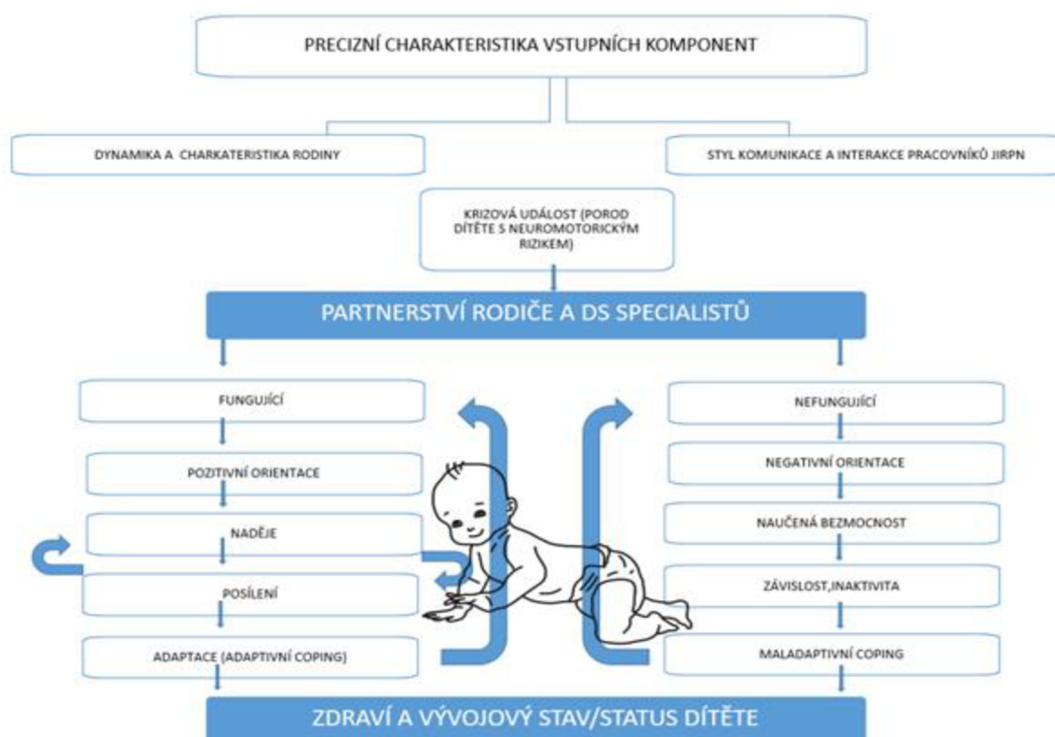 PRECIZNÍ CHARAKTERISTIKA VSTUPNÍCH KOMPONENT
DYNAMIKA A CHARKATERISTIKA RODINY
STYL KOMUNIKACE A INTERAKCE PRACOVNÍKŮ JIRPN
KRIZOVÁ UDÁLOST (POROD
DÍTĚTE S NEUROMOTORICKÝM
RIZIKEM)
PARTNERSTVÍ RODIČE A DS SPECIALISTŮ
FUNGUJÍCÍ
POZITIVNÍ ORIENTACE
NADĚJE
POSÍLENÍ
ADAPTACE (ADAPTIVNÍ COPING)
NEFUNGUJÍCÍ
NEGATIVNÍ ORIENTACE
NAUČENÁ BEZMOCNOST
ZÁVISLOST,INAKTIVITA
MALADAPTIVNÍ COPING
ZDRAVÍ A VÝVOJOVÝ STAV/STATUS DÍTĚTE